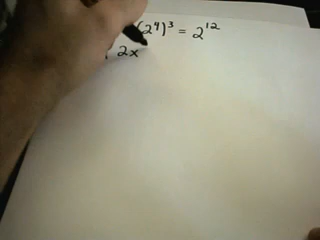 (2⁴)³ = 2¹²
2x